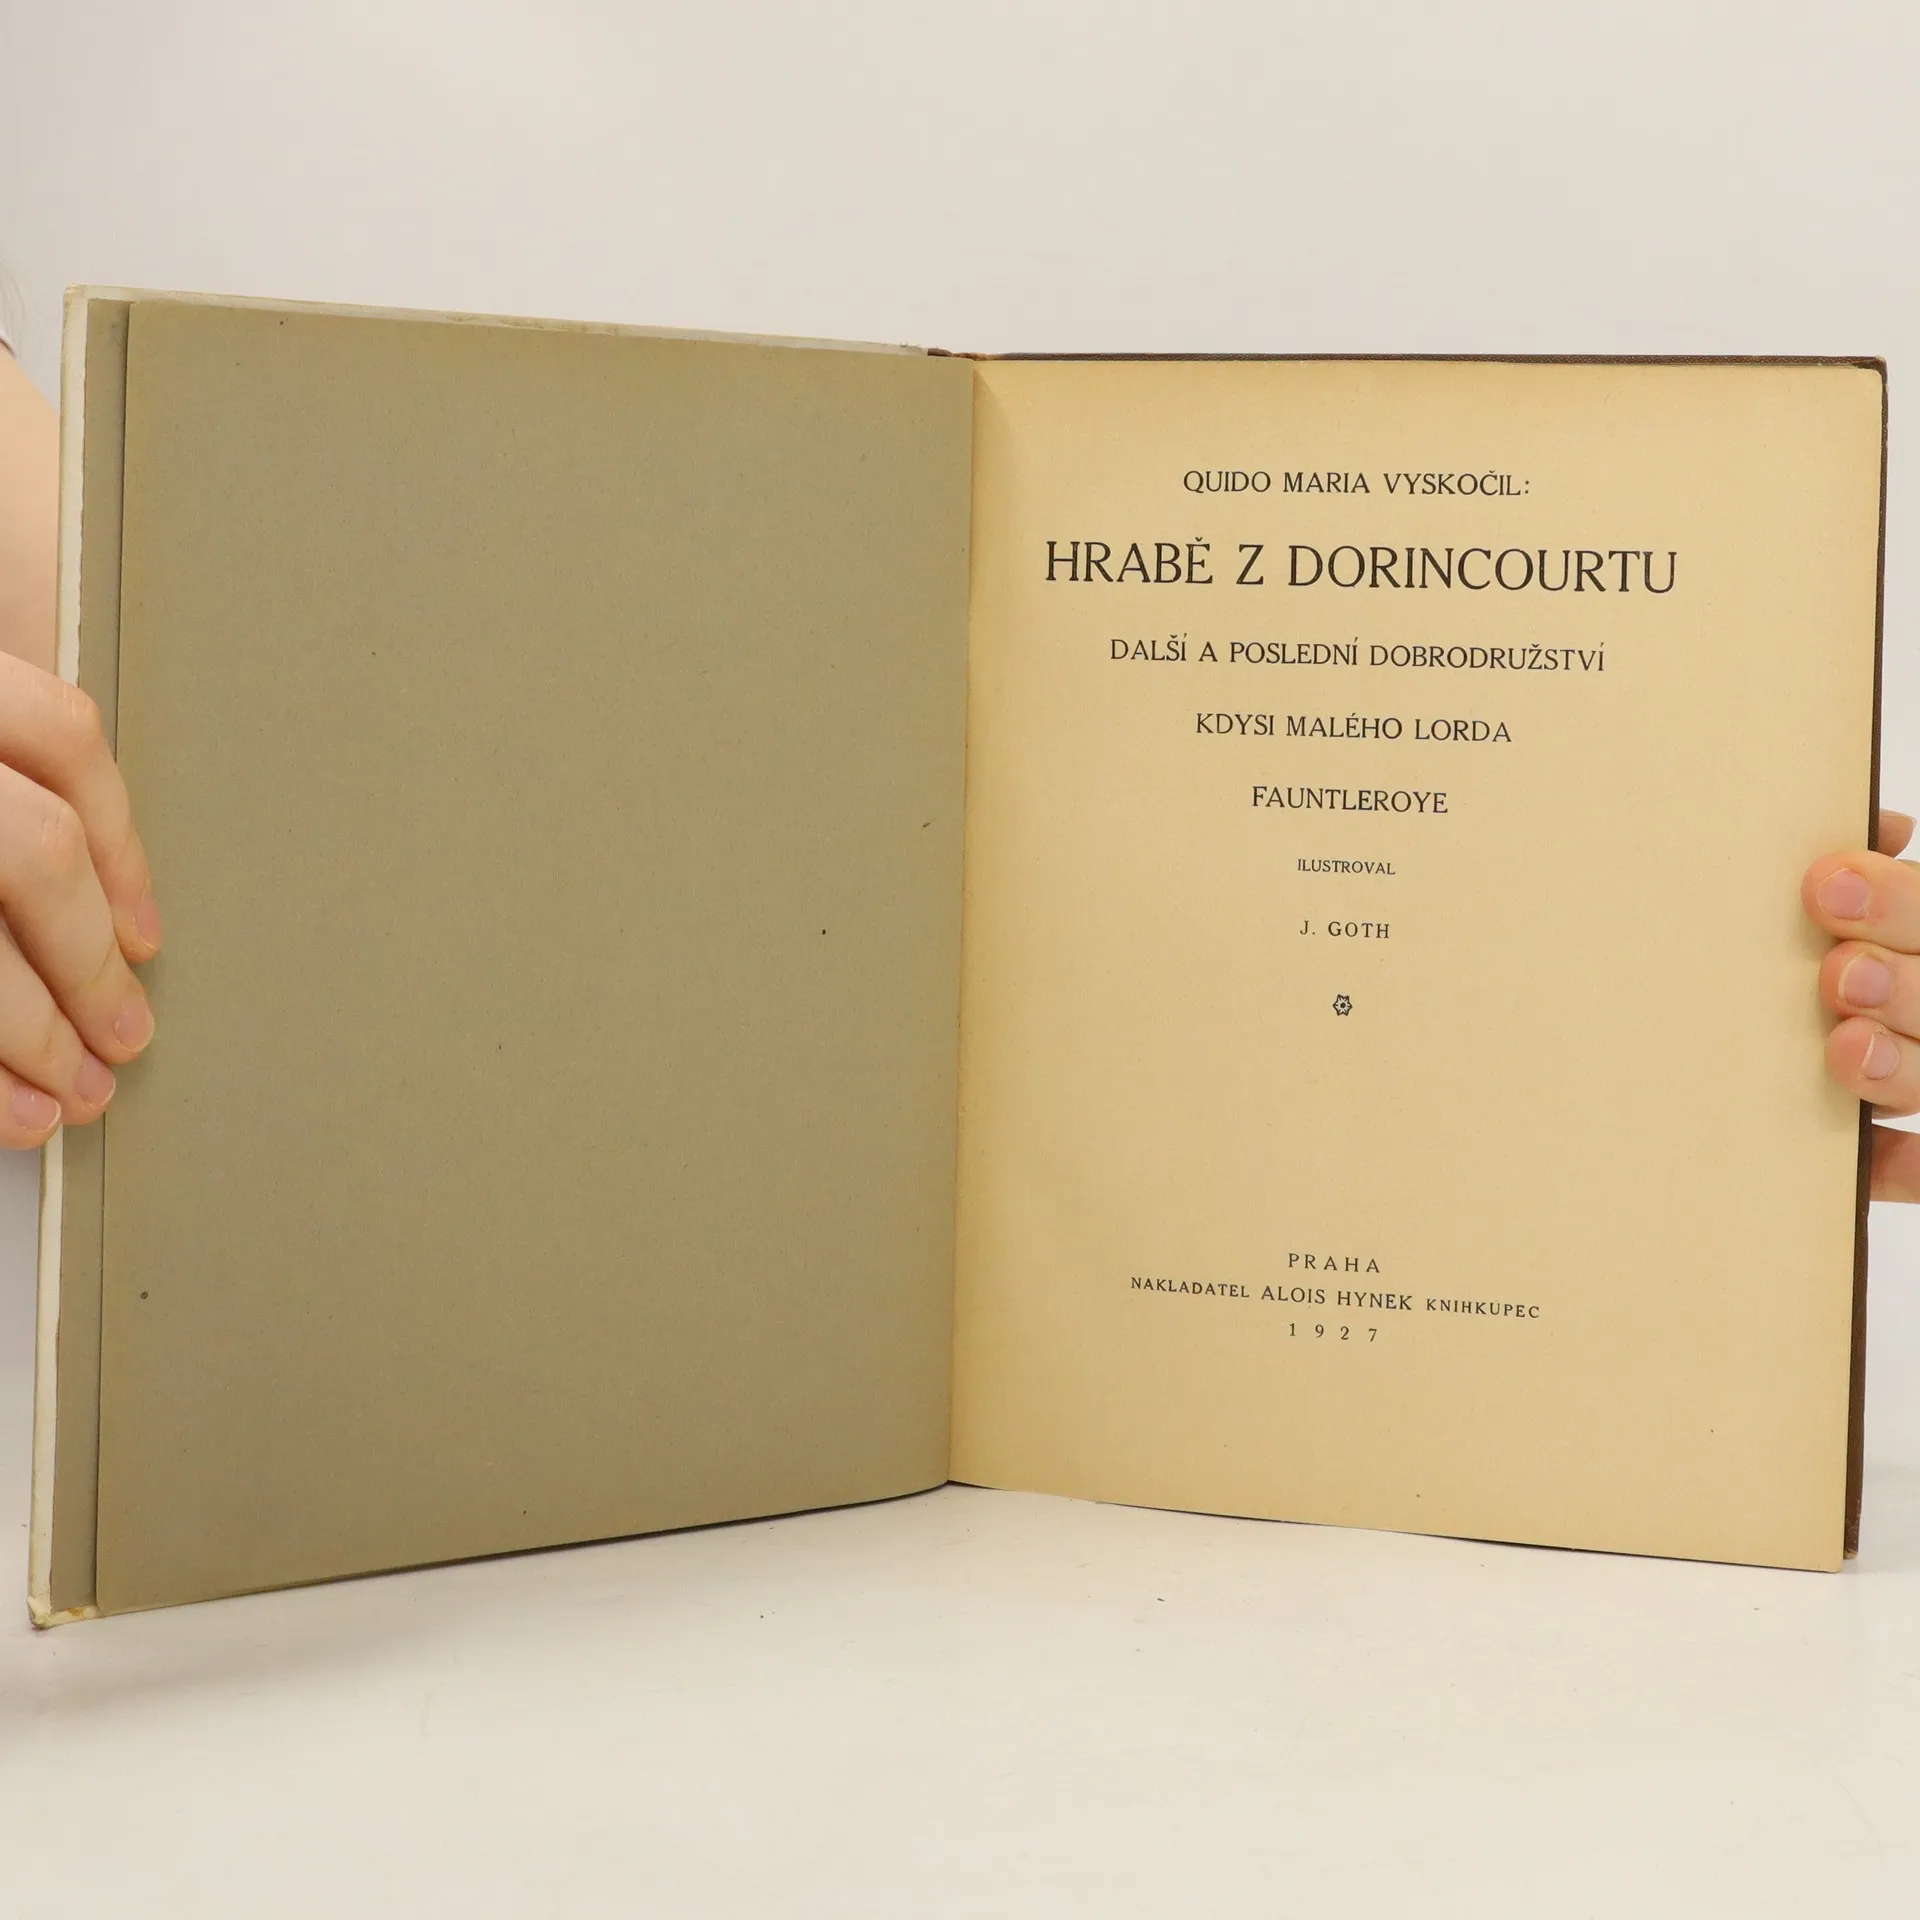 QUIDO MARIA VYSKOČIL:
HRABĚ Z DORINCOURTU
DALŠÍ A POSLEDNÍ DOBRODRUŽSTVÍ
KDYSI MALÉHO LORDA
FAUNTLEROYE
ILUSTROVAL
J. GOTH
PRAHA
NAKLADATEL ALOIS HYNEK KNIHKUPEC
1927